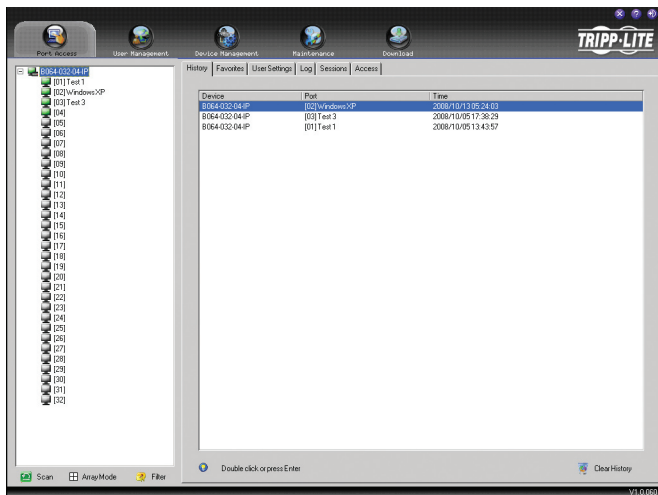 Port Access User Management Device Management Maintenance Download
TRIPP·LITE
B064-032-04-IP
[01] Test 1
[02] Windows XP
[03] Test 3
[04]
[05]
[06]
[07]
[08]
[09]
[10]
[11]
[12]
[13]
[14]
[15]
[16]
[17]
[18]
[19]
[20]
[21]
[22]
[23]
[24]
[25]
[26]
[27]
[28]
[29]
[30]
[31]
[32]
Scan Array Mode Filter
History Favorites User Settings Log Sessions Access
Device Port Time
B064-032-04-IP [02] Windows XP 2008/10/13 05:24:03
B064-032-04-IP [03] Test 3 2008/10/05 17:38:29
B064-032-04-IP [01] Test 1 2008/10/05 13:43:57
Double click or press Enter
Clear History
V1.0.060